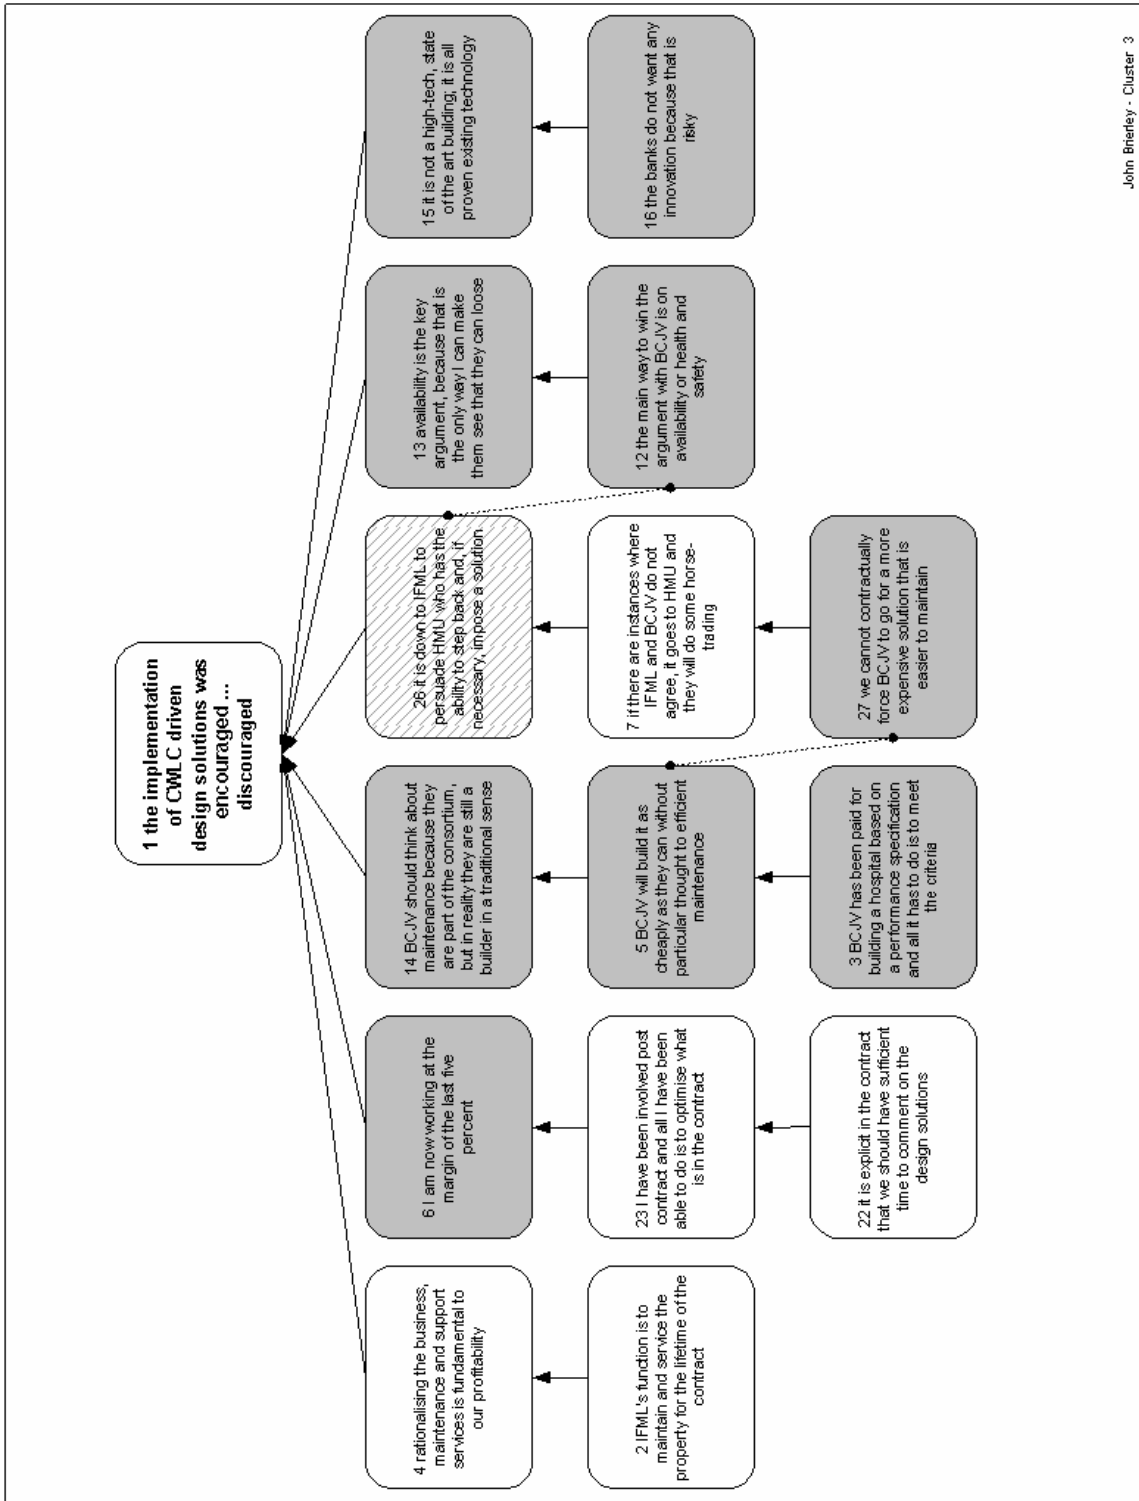 1 the implementation
of CWLC driven
design solutions was
encouraged ...
discouraged
4 rationalising the business,
maintenance and support
services is fundamental to
our profitability
6 I am now working at the
margin of the last five
percent
14 BCJV should think about
maintenance because they
are part of the consortium,
but in reality they are still a
builder in a traditional sense
26 it is down to IFML to
persuade HMU who has the
ability to step back and, if
necessary, impose a solution
13 availability is the key
argument, because that is
the only way I can make
them see that they can loose
15 it is not a high-tech, state
of the art building; it is all
proven existing technology
2 IFML's function is to
maintain and service the
property for the lifetime of the
contract
23 I have been involved post
contract and all I have been
able to do is to optimise what
is in the contract
5 BCJV will build it as
cheaply as they can without
particular thought to efficient
maintenance
7 if there are instances where
IFML and BCJV do not
agree, it goes to HMU and
they will do some horse-
trading
12 the main way to win the
argument with BCJV is on
availability or health and
safety
16 the banks do not want any
innovation because that is
risky
22 it is explicit in the contract
that we should have sufficient
time to comment on the
design solutions
3 BCJV has been paid for
building a hospital based on
a performance specification
and all it has to do is to meet
the criteria
27 we cannot contractually
force BCJV to go for a more
expensive solution that is
easier to maintain
John Brierley - Cluster 3